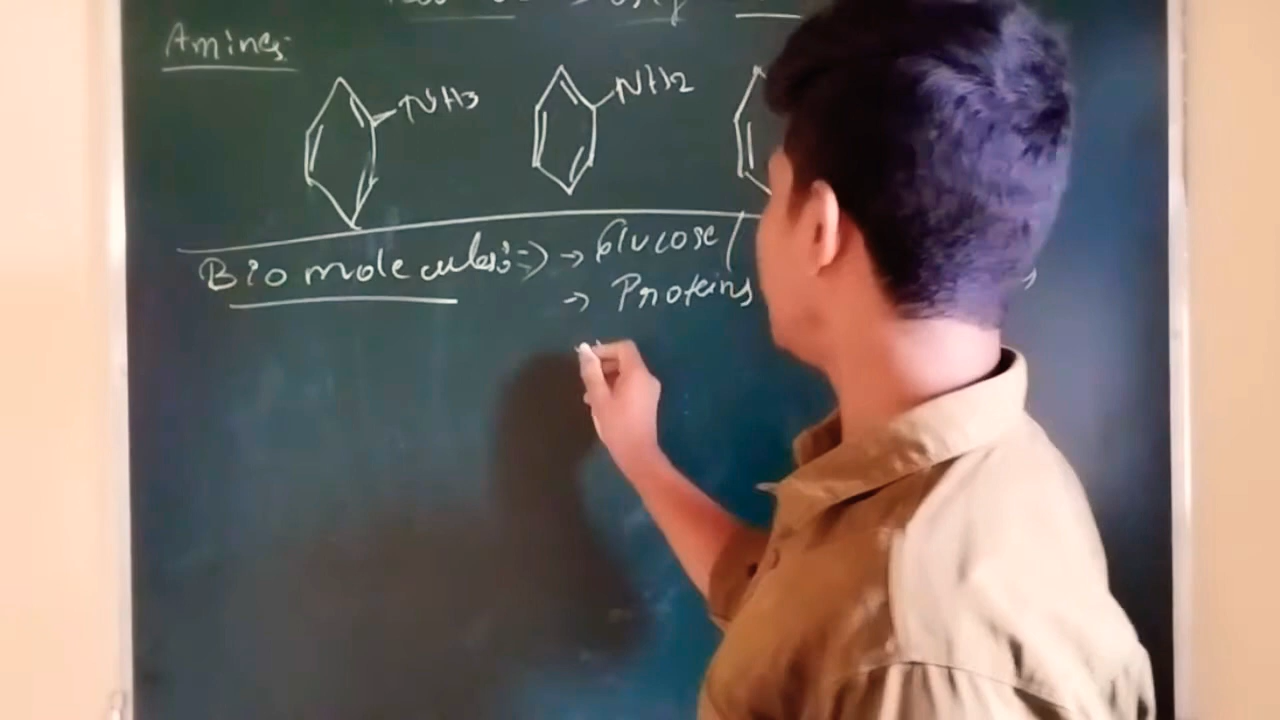 Amines:
NH3 NH2
Biomolecules:⇒ → Glucose (
→ Proteins